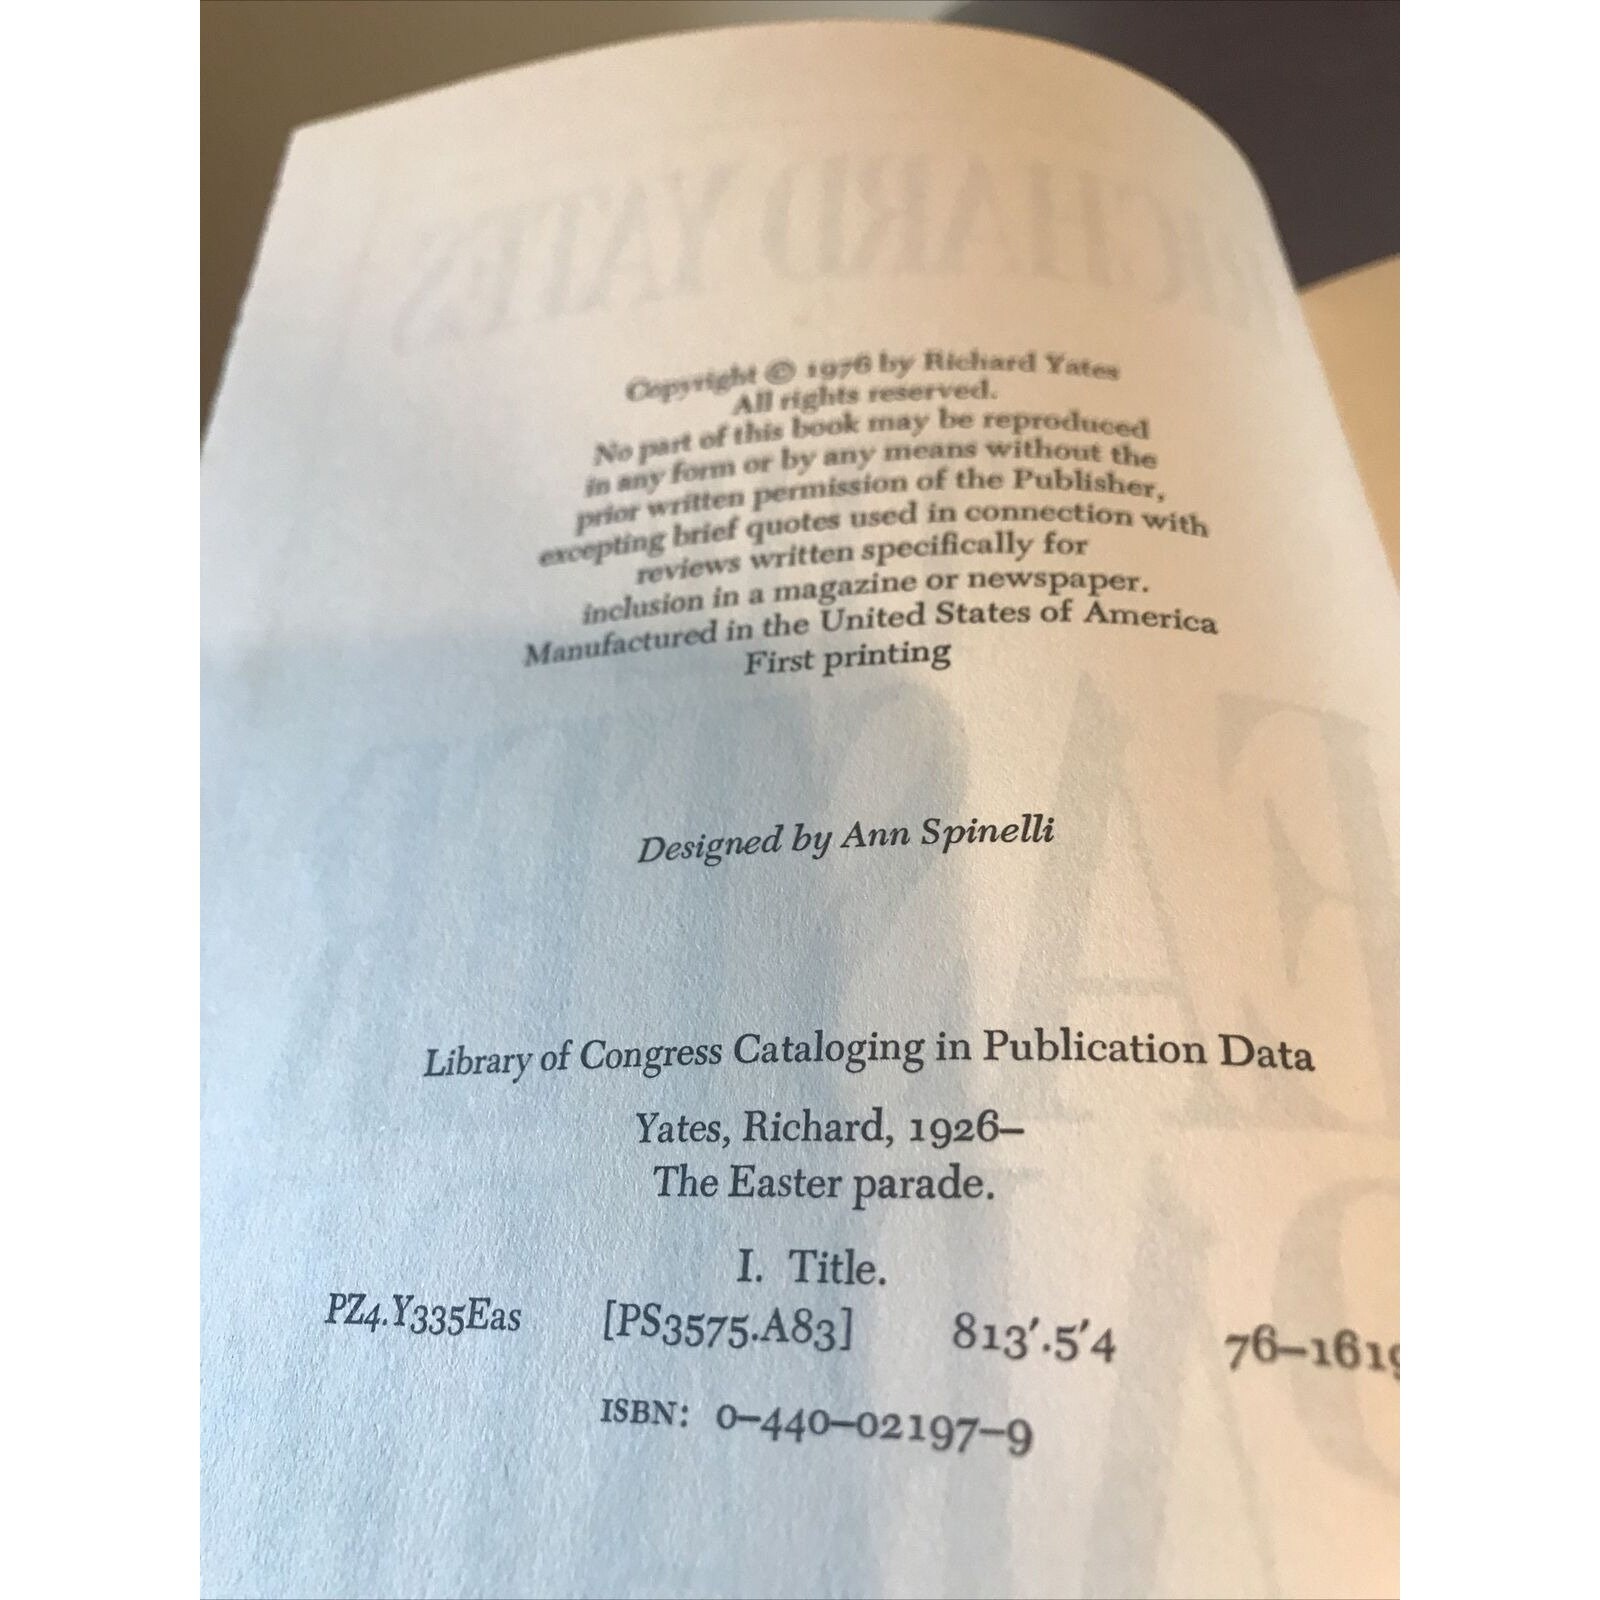 Copyright © 1976 by Richard Yates
All rights reserved.
No part of this book may be reproduced
in any form or by any means without the
prior written permission of the Publisher,
excepting brief quotes used in connection with
reviews written specifically for
inclusion in a magazine or newspaper.
Manufactured in the United States of America
First printing
Designed by Ann Spinelli
Library of Congress Cataloging in Publication Data
Yates, Richard, 1926–
The Easter parade.
I. Title.
PZ4.Y335Eas [PS3575.A83] 813'.5'4
ISBN: 0–440–02197–9